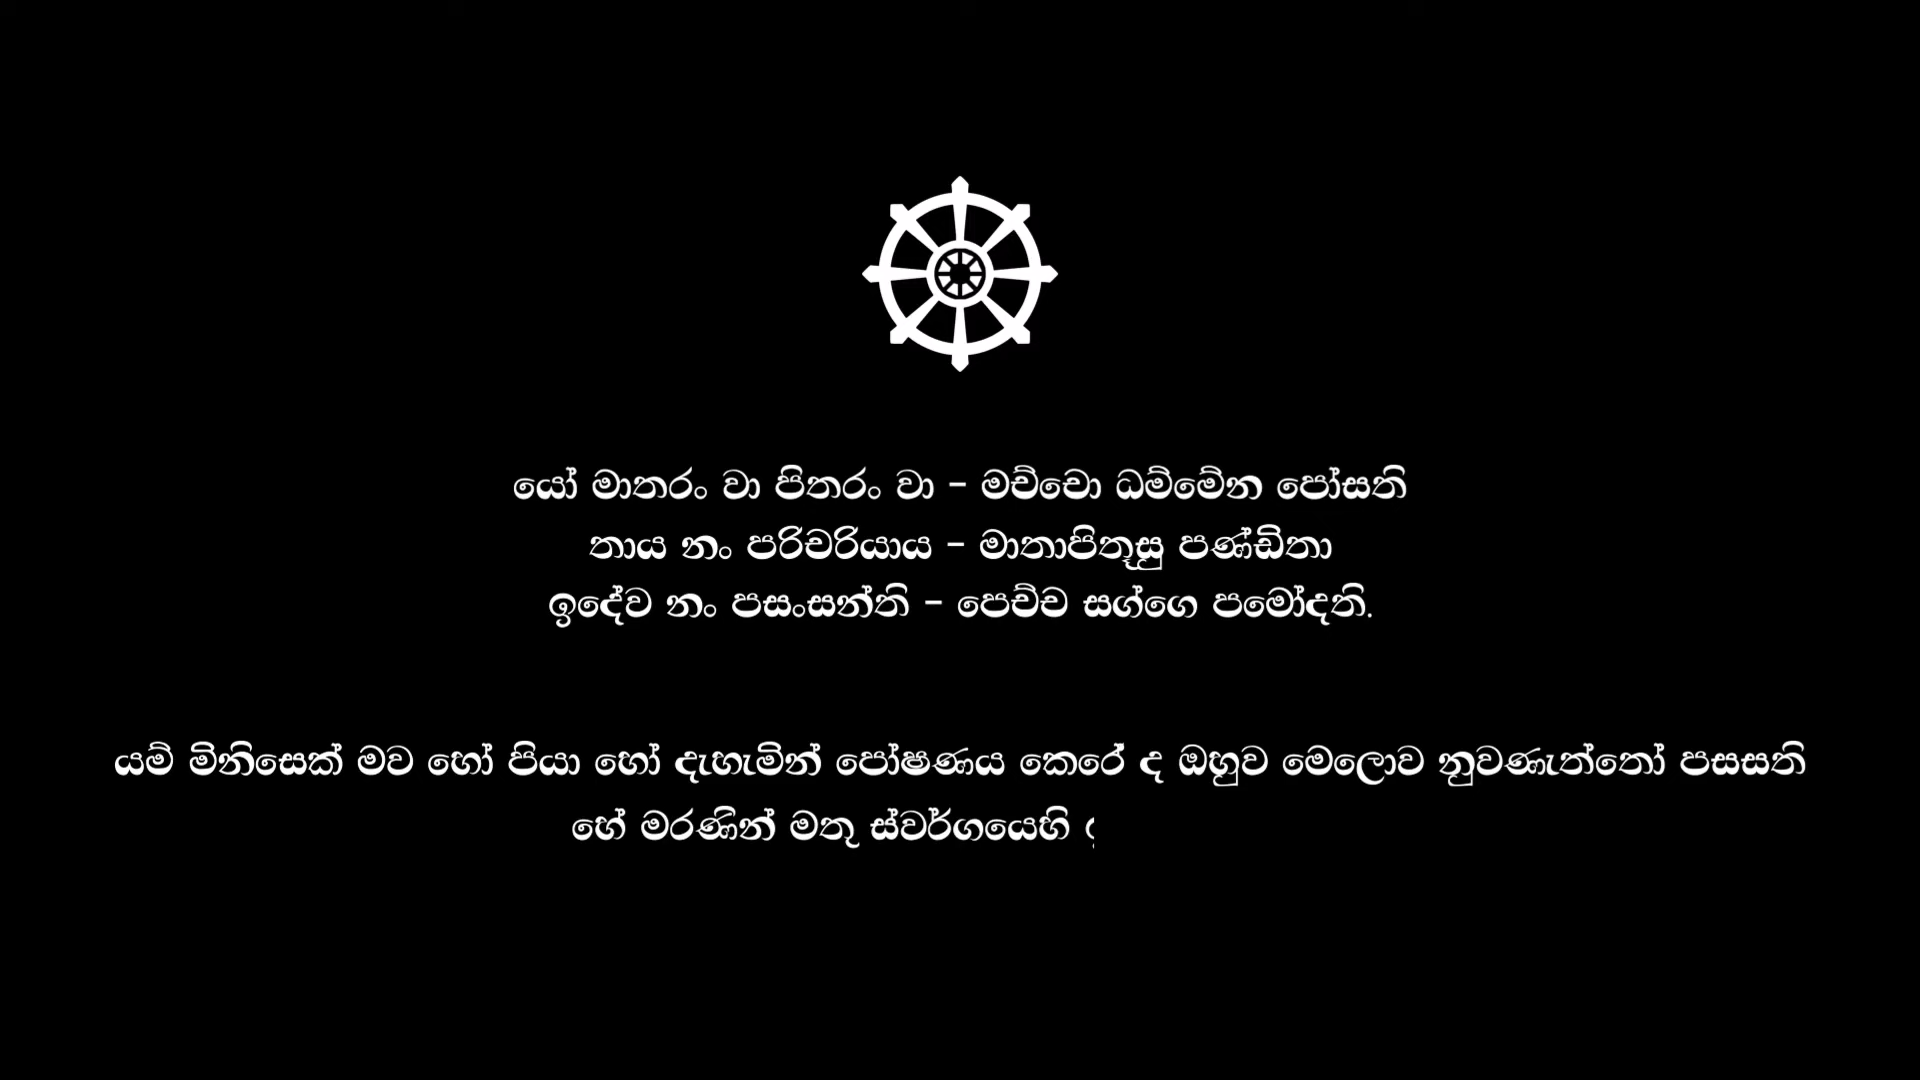 යෝ මාතරං වා පිතරං වා - මච්චො ධම්මේන පෝසති
තාය නං පරිචරියාය - මාතාපිතූසු පණ්ඩිතා
ඉදේව නං පසංසන්ති - පෙච්ච සග්ගෙ පමෝදති.
යම් මිනිසෙක් මව හෝ පියා හෝ දැහැමින් පෝෂණය කෙරේ ද ඔහුව මෙලොව නුවණැත්තෝ පසසති
හේ මරණින් මතු ස්වර්ගයෙහි